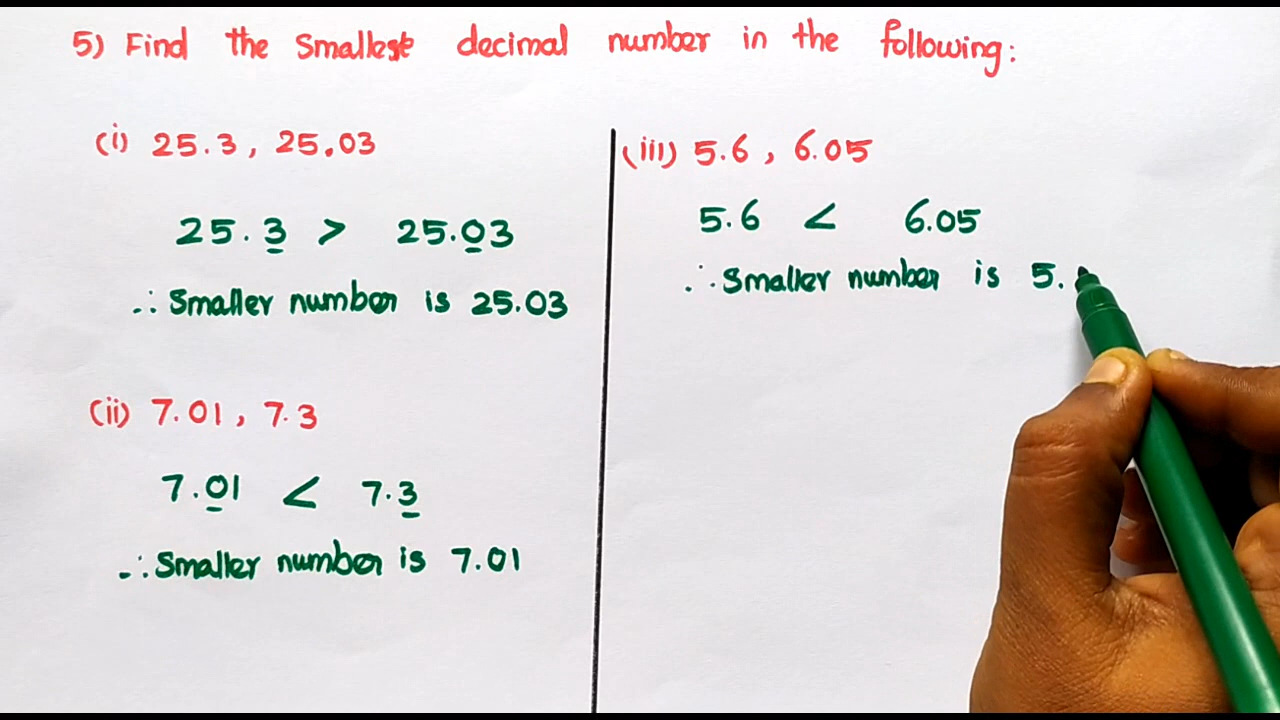 5) Find the Smallest decimal number in the following:
(i) 25.3, 25.03
25.3 > 25.03
∴ Smaller number is 25.03
(ii) 7.01, 7.3
7.01 < 7.3
∴ Smaller number is 7.01
(iii) 5.6, 6.05
5.6 < 6.05
∴ Smaller number is 5.